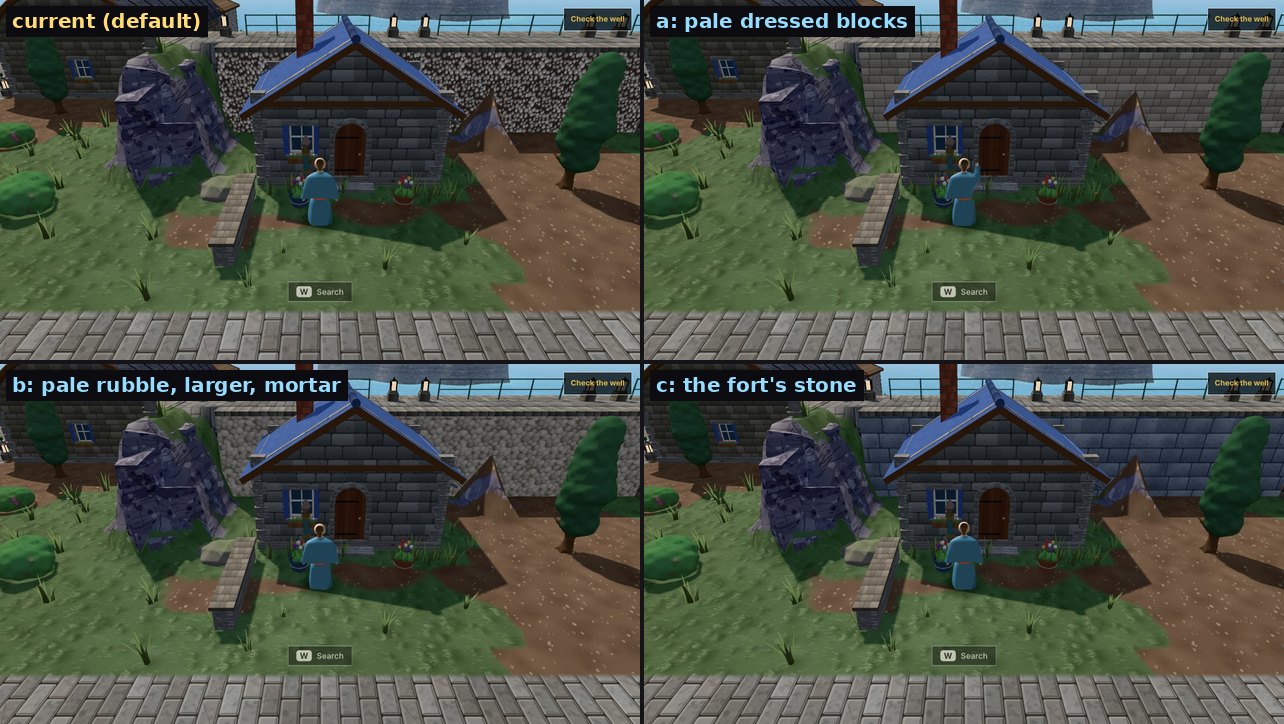 current (default)
Check the well
W Search
a: pale dressed blocks
Check the well
W Search
b: pale rubble, larger, mortar
Check the well
W Search
c: the fort's stone
Check the well
W Search